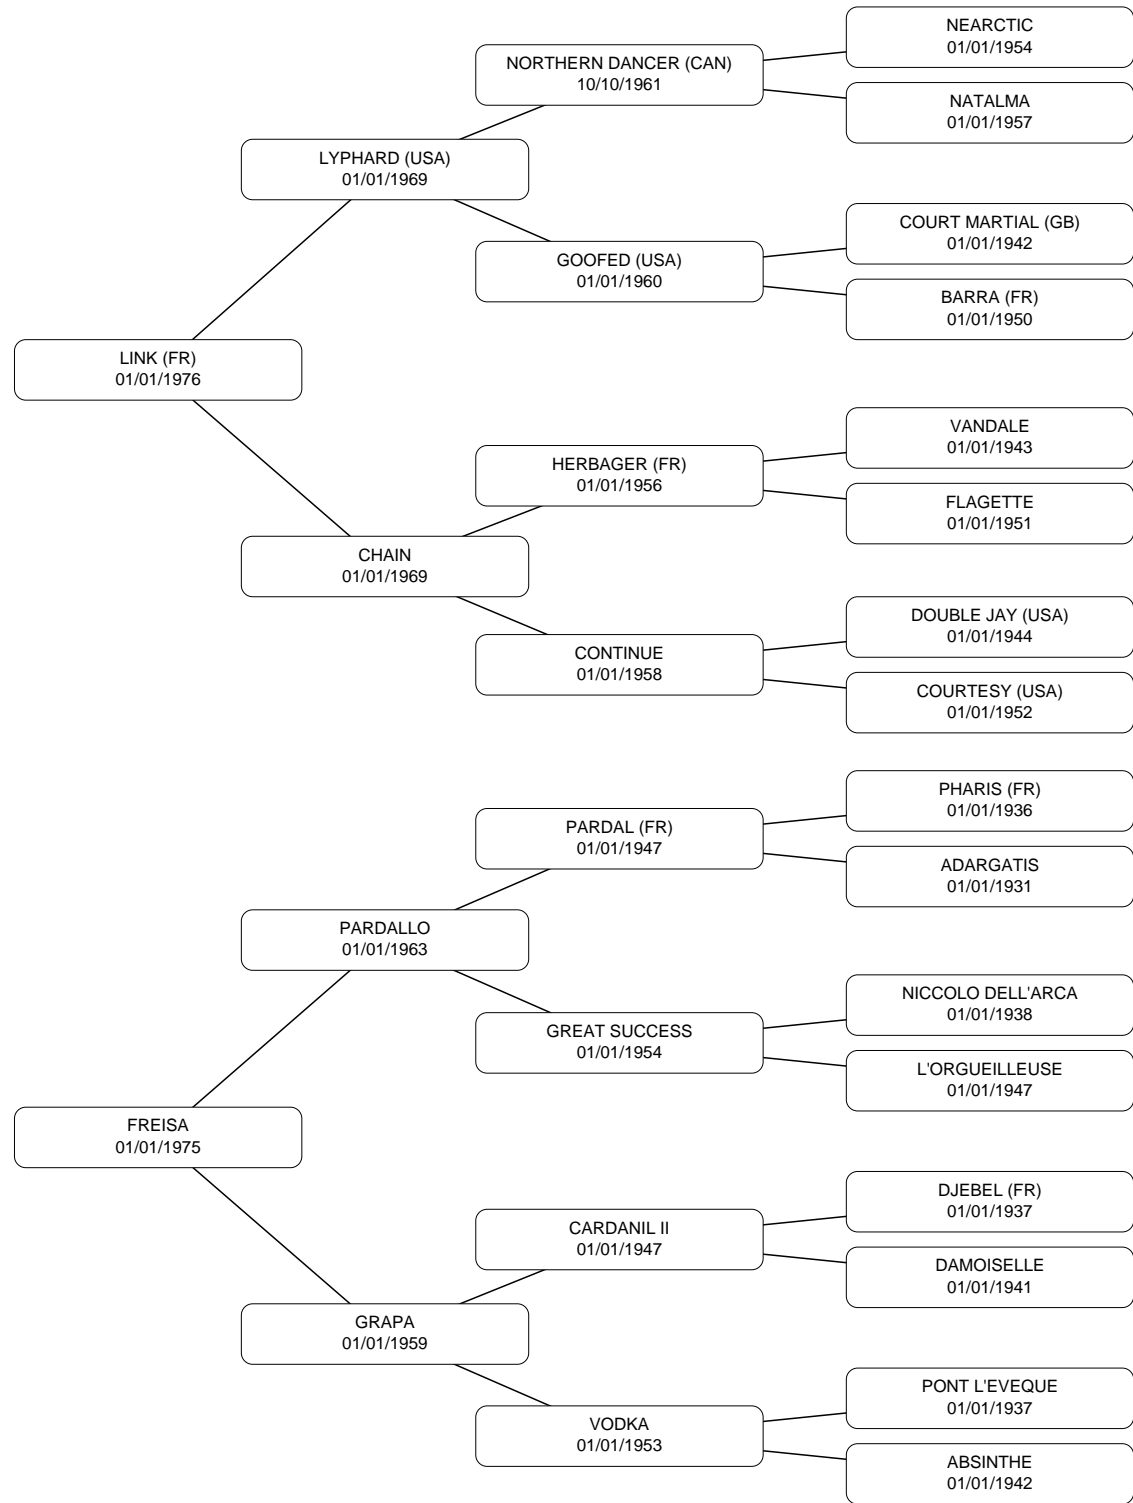 NEARCTIC
01/01/1954
NORTHERN DANCER (CAN)
10/10/1961
NATALMA
01/01/1957
LYPHARD (USA)
01/01/1969
COURT MARTIAL (GB)
01/01/1942
GOOFED (USA)
01/01/1960
BARRA (FR)
01/01/1950
LINK (FR)
01/01/1976
VANDALE
01/01/1943
HERBAGER (FR)
01/01/1956
FLAGETTE
01/01/1951
CHAIN
01/01/1969
DOUBLE JAY (USA)
01/01/1944
CONTINUE
01/01/1958
COURTESY (USA)
01/01/1952
PHARIS (FR)
01/01/1936
PARDAL (FR)
01/01/1947
ADARGATIS
01/01/1931
PARDALLO
01/01/1963
NICCOLO DELL'ARCA
01/01/1938
GREAT SUCCESS
01/01/1954
L'ORGUEILLEUSE
01/01/1947
FREISA
01/01/1975
DJEBEL (FR)
01/01/1937
CARDANIL II
01/01/1947
DAMOISELLE
01/01/1941
GRAPA
01/01/1959
PONT L'EVEQUE
01/01/1937
VODKA
01/01/1953
ABSINTHE
01/01/1942